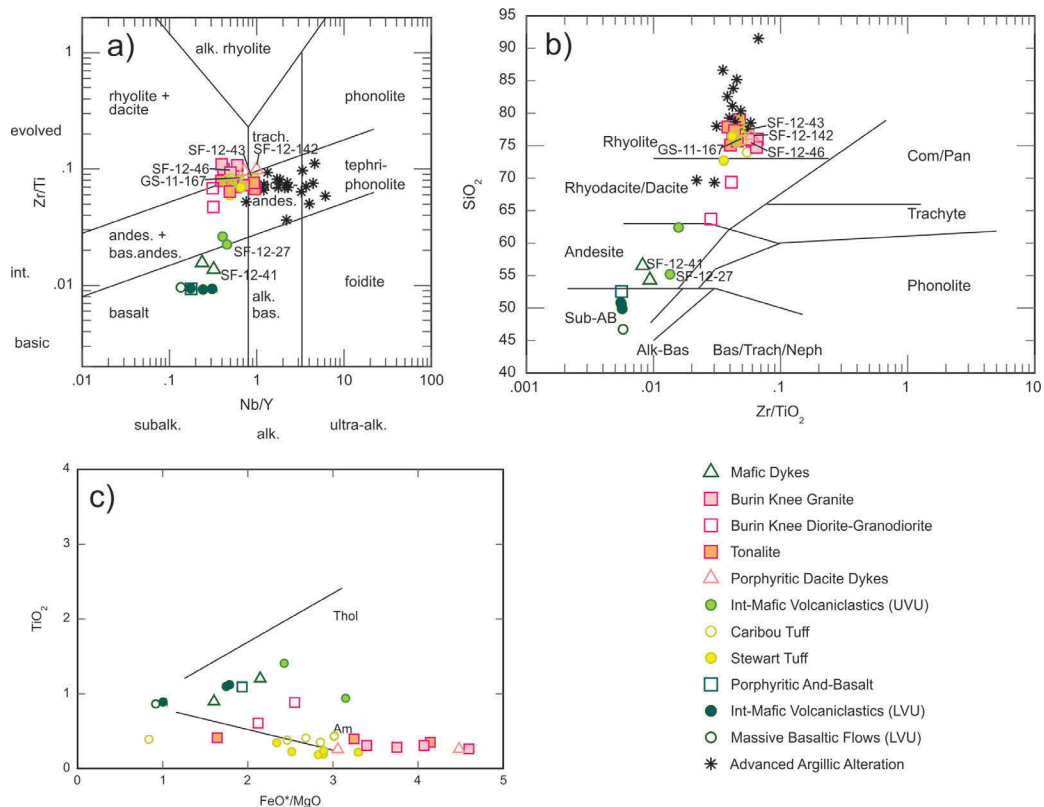 a)
alk. rhyolite
rhyolite +
dacite
phonolite
evolved
trach.
SF-12-43
SF-12-142
SF-12-46
GS-11-167
tephri-
phonolite
andes.
andes. +
bas.andes.
SF-12-27
int.
SF-12-41
foidite
basalt
alk.
bas.
basic
1
0.1
.01
Zr/Ti
.01
0.1
1
10
100
Nb/Y
subalk.
alk.
ultra-alk.
b)
95
90
85
80
75
70
65
60
55
50
45
40
SiO2
SF-12-43
SF-12-142
Rhyolite
GS-11-167
SF-12-46
Com/Pan
Rhyodacite/Dacite
Trachyte
Andesite
SF-12-41
SF-12-27
Phonolite
Sub-AB
Alk-Bas
Bas/Trach/Neph
.001
.01
0.1
1
10
Zr/TiO2
c)
4
3
2
1
0
TiO2
Thol
Am
0
1
2
3
4
5
FeO*/MgO
Mafic Dykes
Burin Knee Granite
Burin Knee Diorite-Granodiorite
Tonalite
Porphyritic Dacite Dykes
Int-Mafic Volcaniclastics (UVU)
Caribou Tuff
Stewart Tuff
Porphyritic And-Basalt
Int-Mafic Volcaniclastics (LVU)
Massive Basaltic Flows (LVU)
Advanced Argillic Alteration